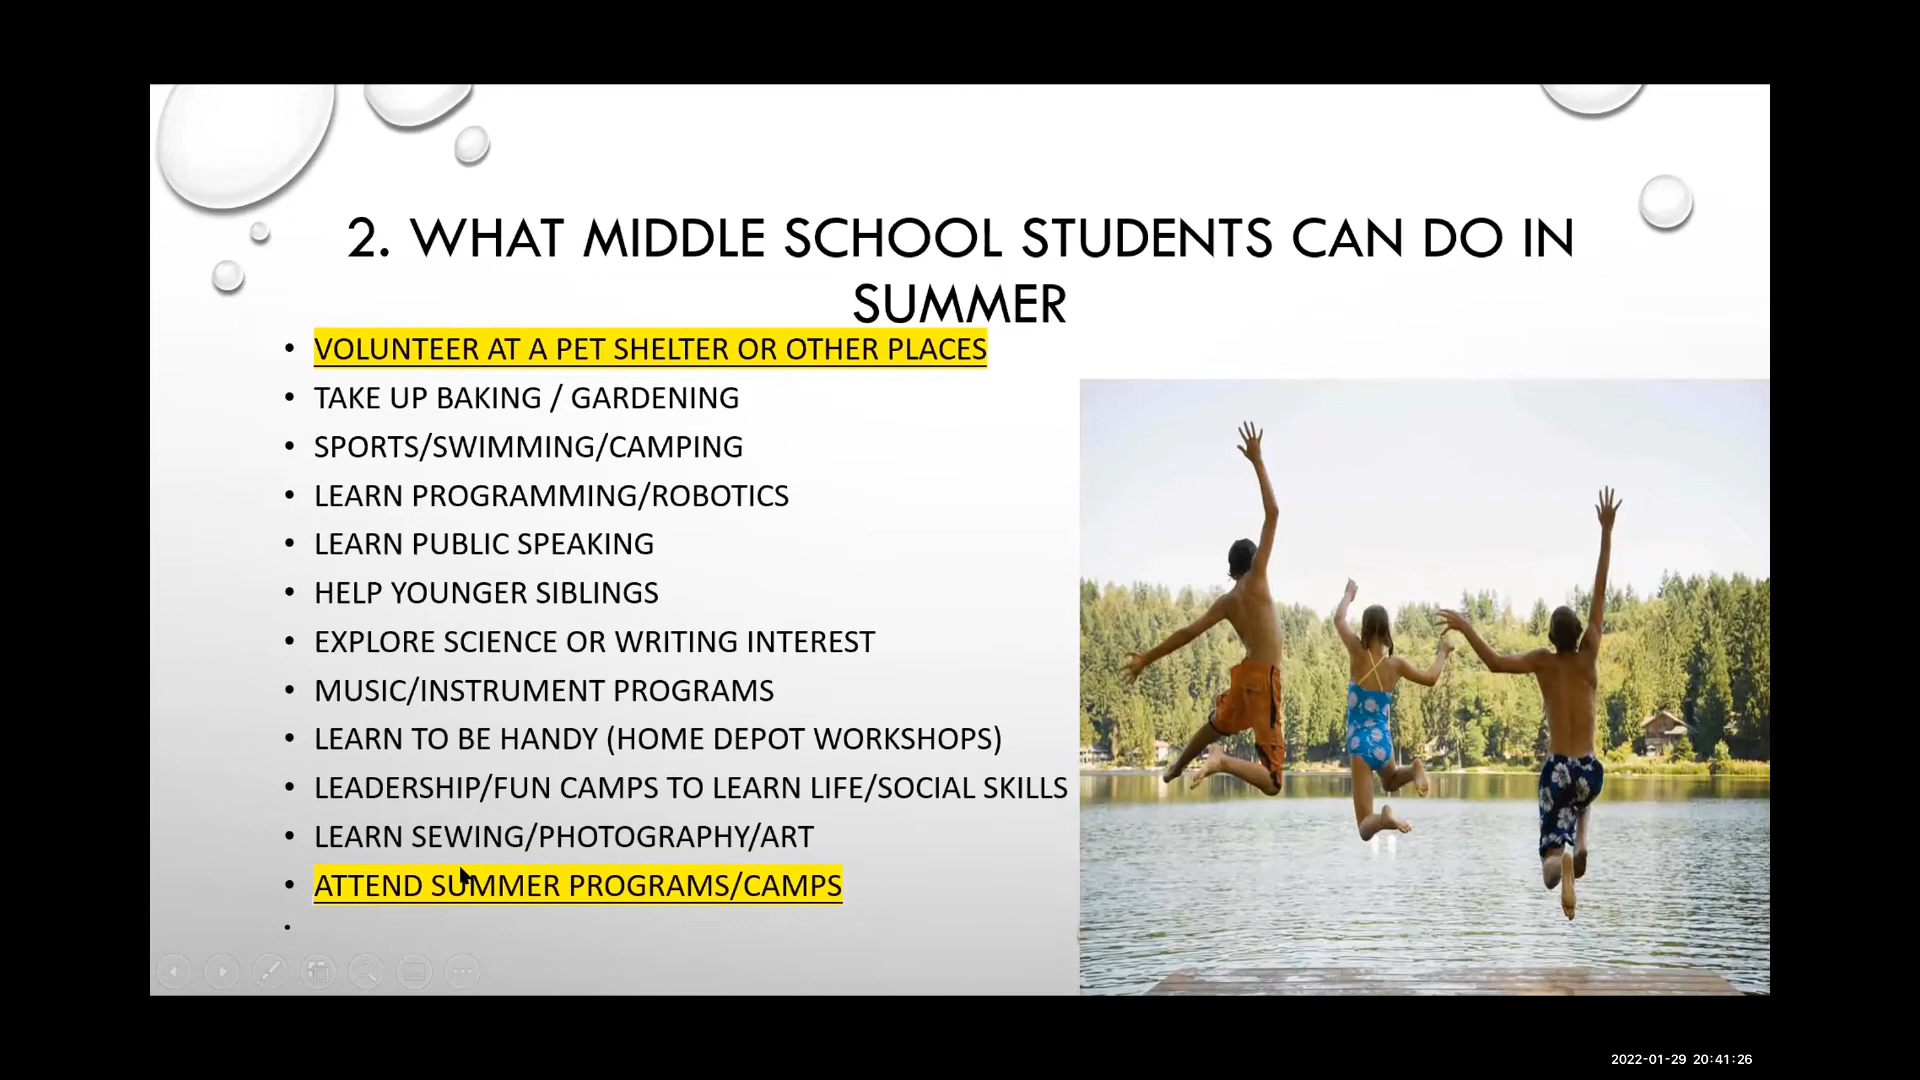 2. WHAT MIDDLE SCHOOL STUDENTS CAN DO IN
SUMMER
• VOLUNTEER AT A PET SHELTER OR OTHER PLACES
• TAKE UP BAKING / GARDENING
• SPORTS/SWIMMING/CAMPING
• LEARN PROGRAMMING/ROBOTICS
• LEARN PUBLIC SPEAKING
• HELP YOUNGER SIBLINGS
• EXPLORE SCIENCE OR WRITING INTEREST
• MUSIC/INSTRUMENT PROGRAMS
• LEARN TO BE HANDY (HOME DEPOT WORKSHOPS)
• LEADERSHIP/FUN CAMPS TO LEARN LIFE/SOCIAL SKILLS
• LEARN SEWING/PHOTOGRAPHY/ART
• ATTEND SUMMER PROGRAMS/CAMPS
•
2022-01-29 20:41:26